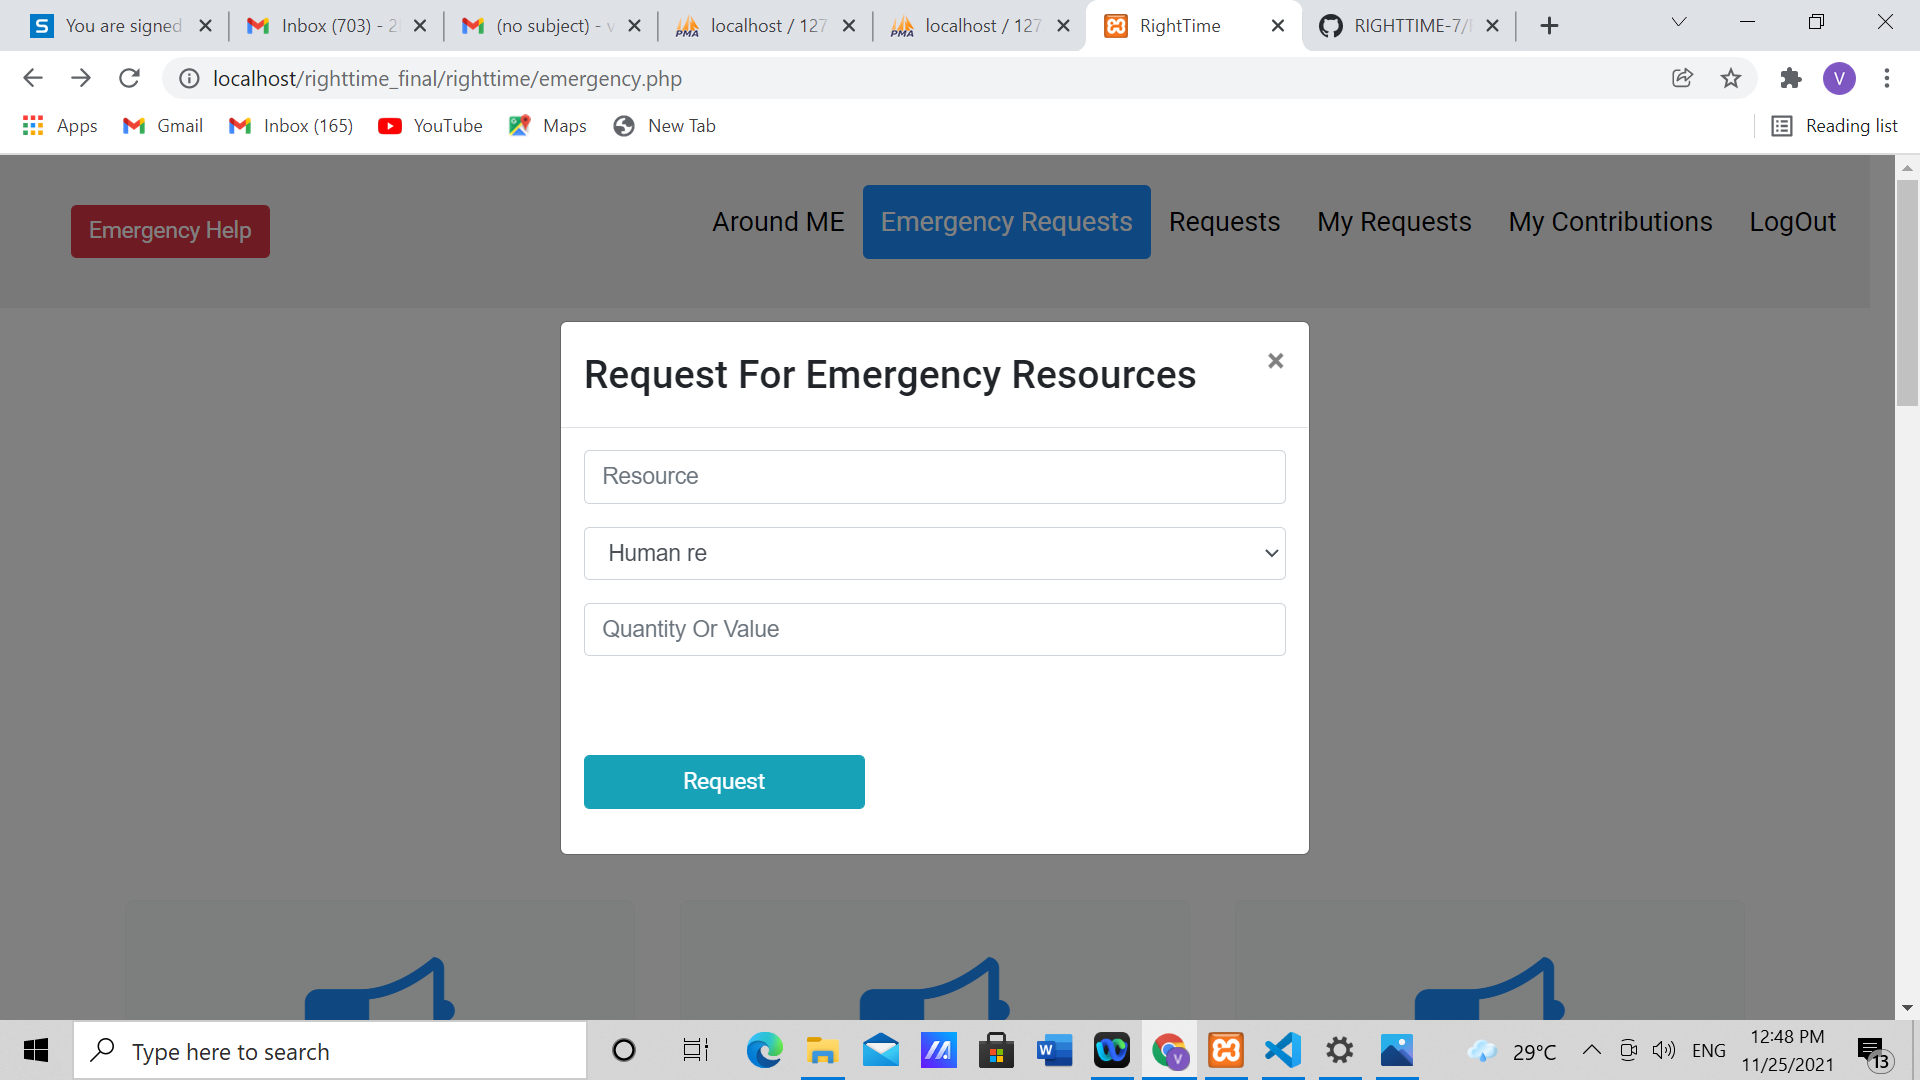 You are signed
Inbox (703) - 2
(no subject) - v
localhost / 127
localhost / 127
RightTime
RIGHTTIME-7/
localhost/righttime_final/righttime/emergency.php
V
Apps
Gmail
Inbox (165)
YouTube
Maps
New Tab
Reading list
Emergency Help
Around ME
Emergency Requests
Requests
My Requests
My Contributions
LogOut
Request For Emergency Resources
×
Resource
Human re
Quantity Or Value
Request
Type here to search
29°C
ENG
12:48 PM
11/25/2021
13